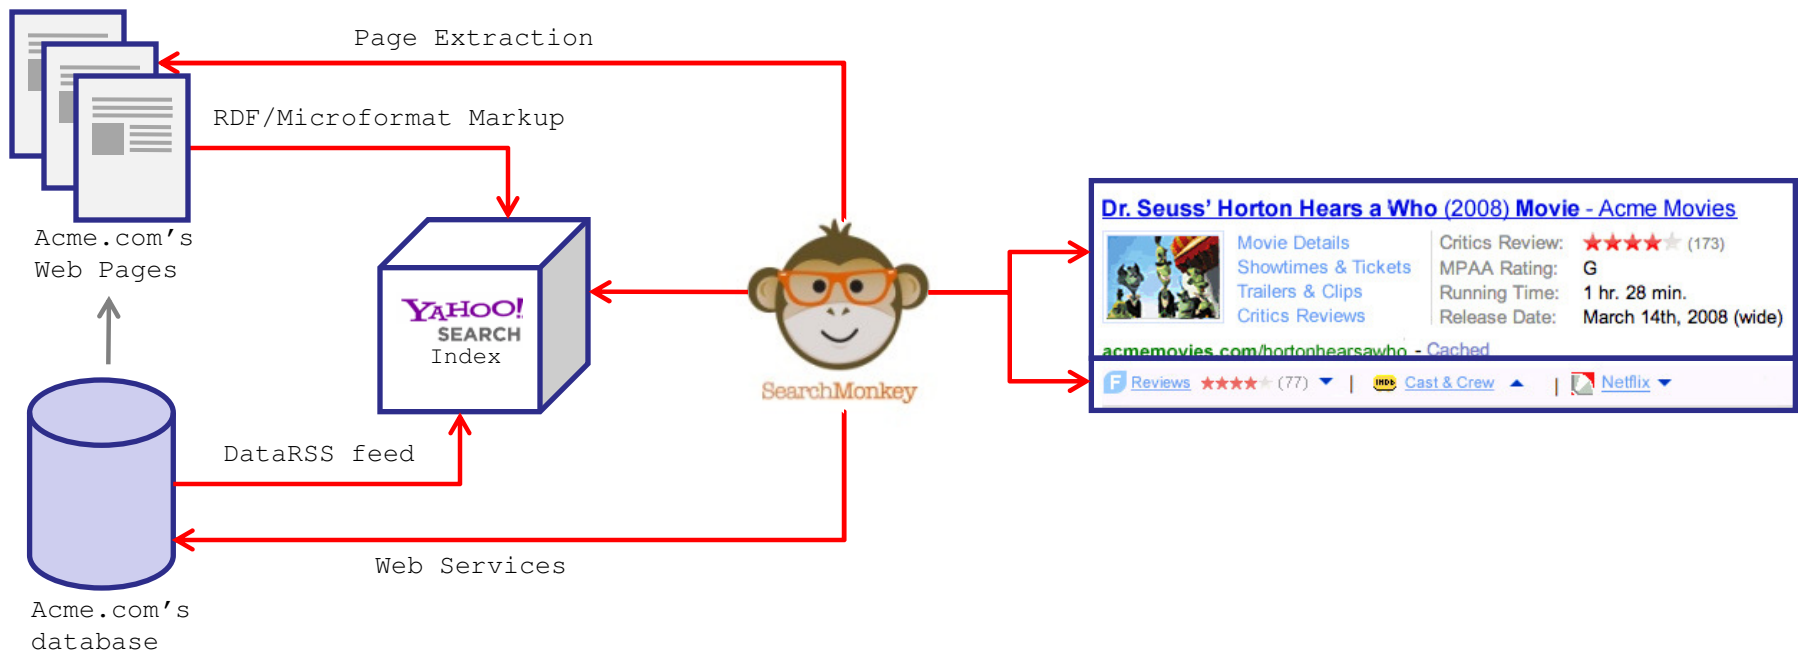 Page Extraction
RDF/Microformat Markup
Acme.com's
Web Pages
YAHOO!
SEARCH
Index
SearchMonkey
DataRSS feed
Web Services
Acme.com's
database
Dr. Seuss' Horton Hears a Who (2008) Movie - Acme Movies
Movie Details
Showtimes & Tickets
Trailers & Clips
Critics Reviews
Critics Review: (173)
MPAA Rating: G
Running Time: 1 hr. 28 min.
Release Date: March 14th, 2008 (wide)
acmemovies.com/hortonhearsawho - Cached
F Reviews (77) | IMDb Cast & Crew | Netflix